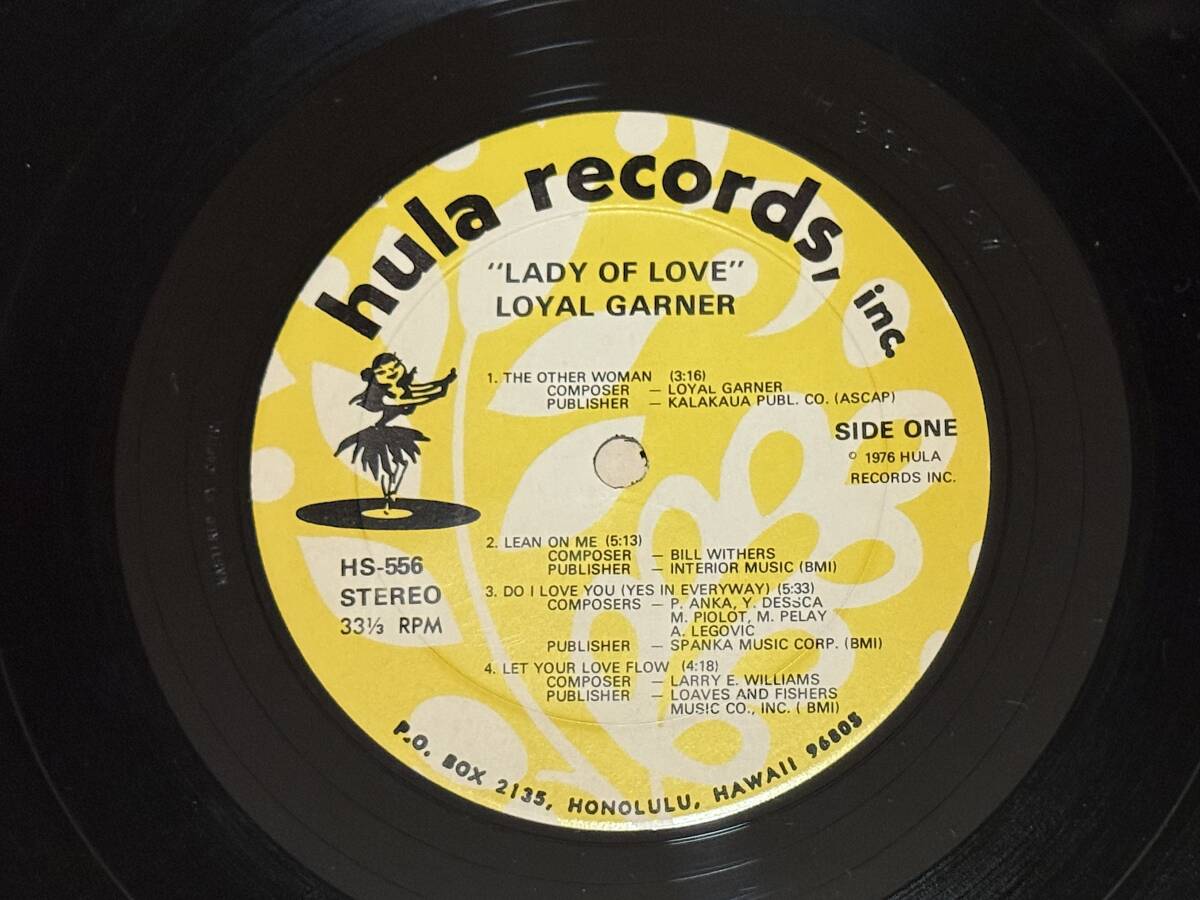 hula records, inc.
"LADY OF LOVE"
LOYAL GARNER
1. THE OTHER WOMAN (3:16)
COMPOSER — LOYAL GARNER
PUBLISHER — KALAKAUA PUBL. CO. (ASCAP)
SIDE ONE
© 1976 HULA
RECORDS INC.
HS-556
STEREO
33⅓ RPM
2. LEAN ON ME (5:13)
COMPOSER — BILL WITHERS
PUBLISHER — INTERIOR MUSIC (BMI)
3. DO I LOVE YOU (YES IN EVERYWAY) (5:33)
COMPOSERS — P. ANKA, Y. DESSCA
M. PIOLOT, M. PELAY
A. LEGOVIC
PUBLISHER — SPANKA MUSIC CORP. (BMI)
4. LET YOUR LOVE FLOW (4:18)
COMPOSER — LARRY E. WILLIAMS
PUBLISHER — LOAVES AND FISHERS
MUSIC CO., INC. ( BMI)
P.O. BOX 2135, HONOLULU, HAWAII 96805